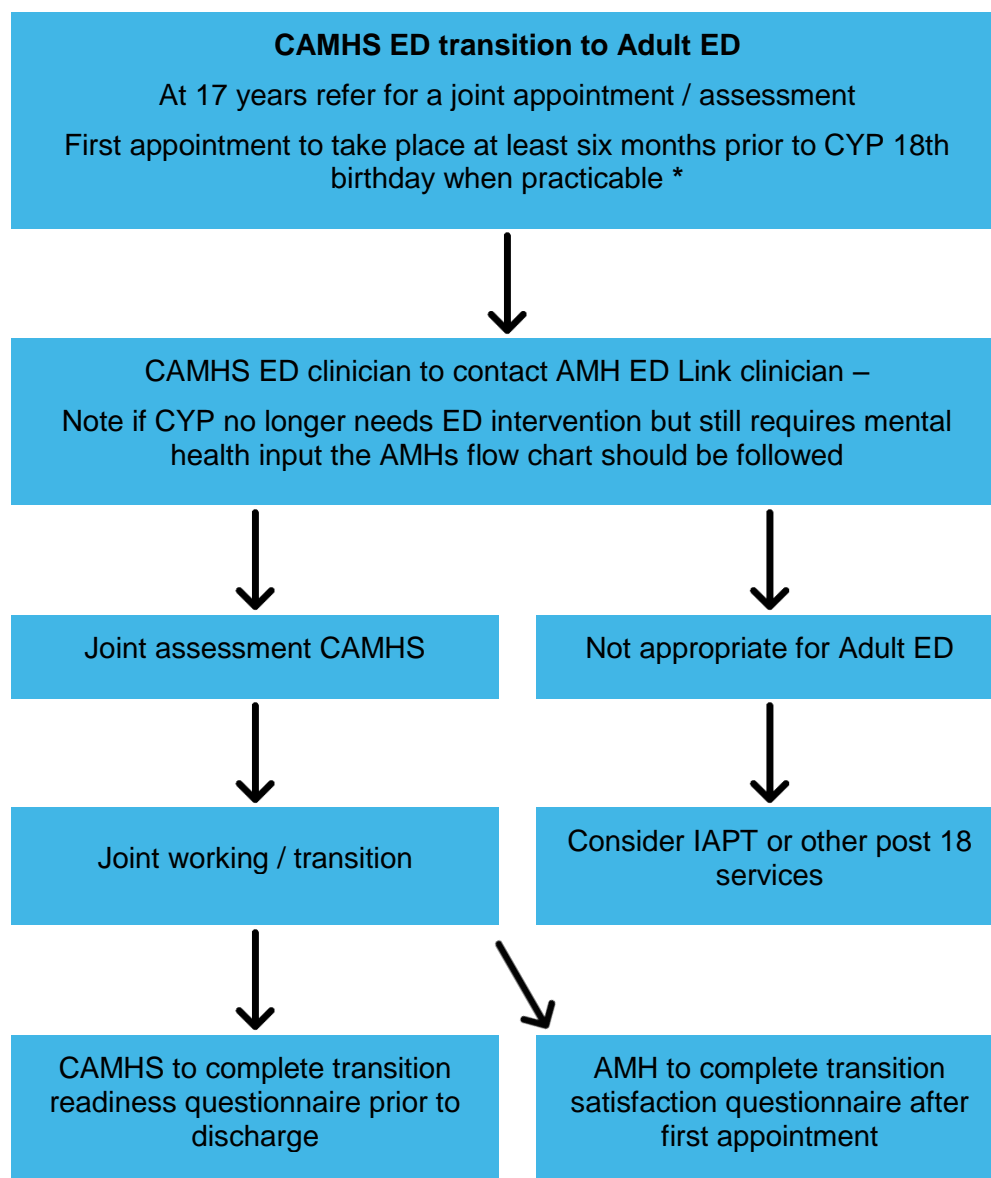 CAMHS ED transition to Adult ED
At 17 years refer for a joint appointment / assessment
First appointment to take place at least six months prior to CYP 18th
birthday when practicable *
CAMHS ED clinician to contact AMH ED Link clinician –
Note if CYP no longer needs ED intervention but still requires mental
health input the AMHs flow chart should be followed
Joint assessment CAMHS
Not appropriate for Adult ED
Joint working / transition
Consider IAPT or other post 18
services
CAMHS to complete transition
readiness questionnaire prior to
discharge
AMH to complete transition
satisfaction questionnaire after
first appointment